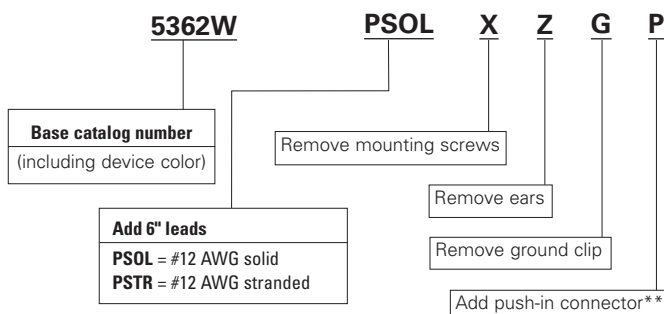 5362W PSOL X Z G P
Base catalog number
(including device color)
Remove mounting screws
Remove ears
Add 6" leads
PSOL = #12 AWG solid
PSTR = #12 AWG stranded
Remove ground clip
Add push-in connector**